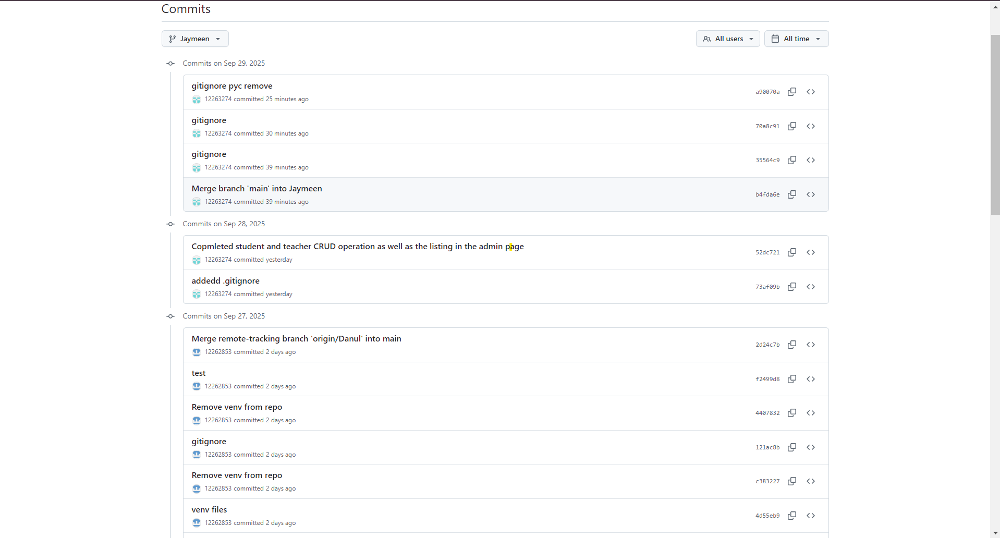 Commits
Jaymeen
All users
All time
Commits on Sep 29, 2025
gitignore pyc remove
12263274 committed 25 minutes ago
a90070a
gitignore
12263274 committed 30 minutes ago
70a8c91
gitignore
12263274 committed 39 minutes ago
35564c9
Merge branch 'main' into Jaymeen
12263274 committed 39 minutes ago
b4fda6e
Commits on Sep 28, 2025
Copmleted student and teacher CRUD operation as well as the listing in the admin page
12263274 committed yesterday
52dc721
addedd .gitignore
12263274 committed yesterday
73af09b
Commits on Sep 27, 2025
Merge remote-tracking branch 'origin/Danul' into main
12262853 committed 2 days ago
2d24c7b
test
12262853 committed 2 days ago
f2499d8
Remove venv from repo
12262853 committed 2 days ago
4407832
gitignore
12262853 committed 2 days ago
121ac8b
Remove venv from repo
12262853 committed 2 days ago
c383227
venv files
12262853 committed 2 days ago
4d55eb9